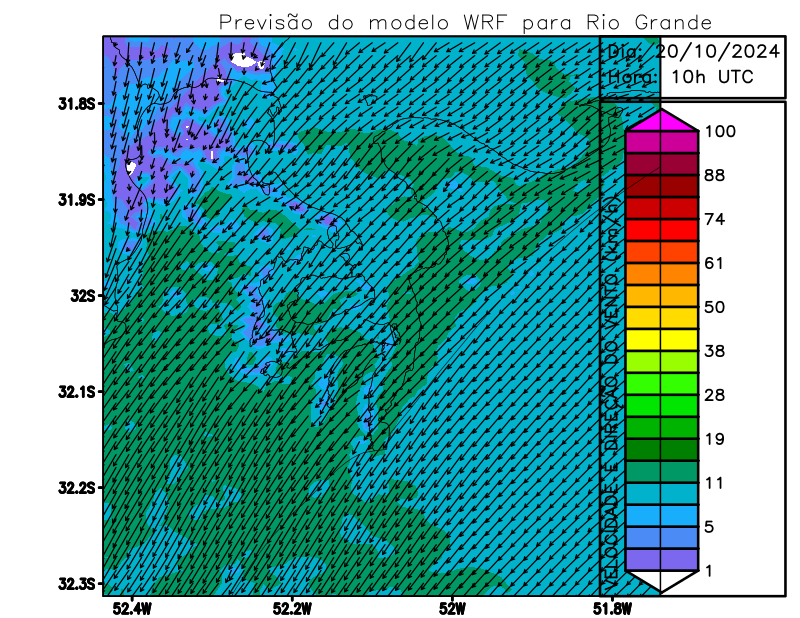 Previsão do modelo WRF para Rio Grande
Dia: 20/10/2024
Hora: 10h UTC
31.8S
31.9S
32S
32.1S
32.2S
32.3S
52.4W
52.2W
52W
51.8W
VELOCIDADE E DIREÇÃO DO VENTO (km/h)
100
88
74
61
50
38
28
19
11
5
1